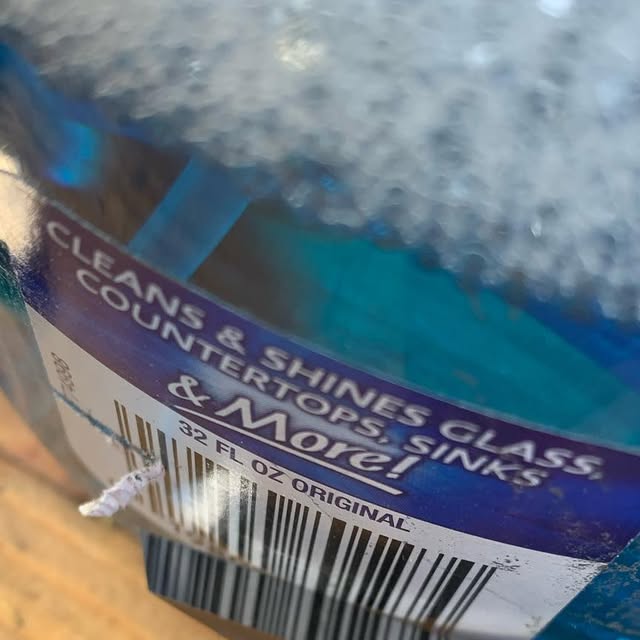 CLEANS & SHINES GLASS,
COUNTERTOPS, SINKS
& More!
32 FL OZ ORIGINAL